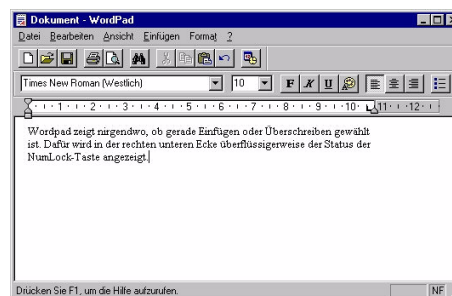 Dokument - WordPad
Datei Bearbeiten Ansicht Einfügen Format ?
Times New Roman (Westlich) 10 F K U
1 2 3 4 5 6 7 8 9 10 11 12
Wordpad zeigt nirgendwo, ob gerade Einfügen oder Überschreiben gewählt
ist. Dafür wird in der rechten unteren Ecke überflüssigerweise der Status der
NumLock-Taste angezeigt.
Drücken Sie F1, um die Hilfe aufzurufen. NF